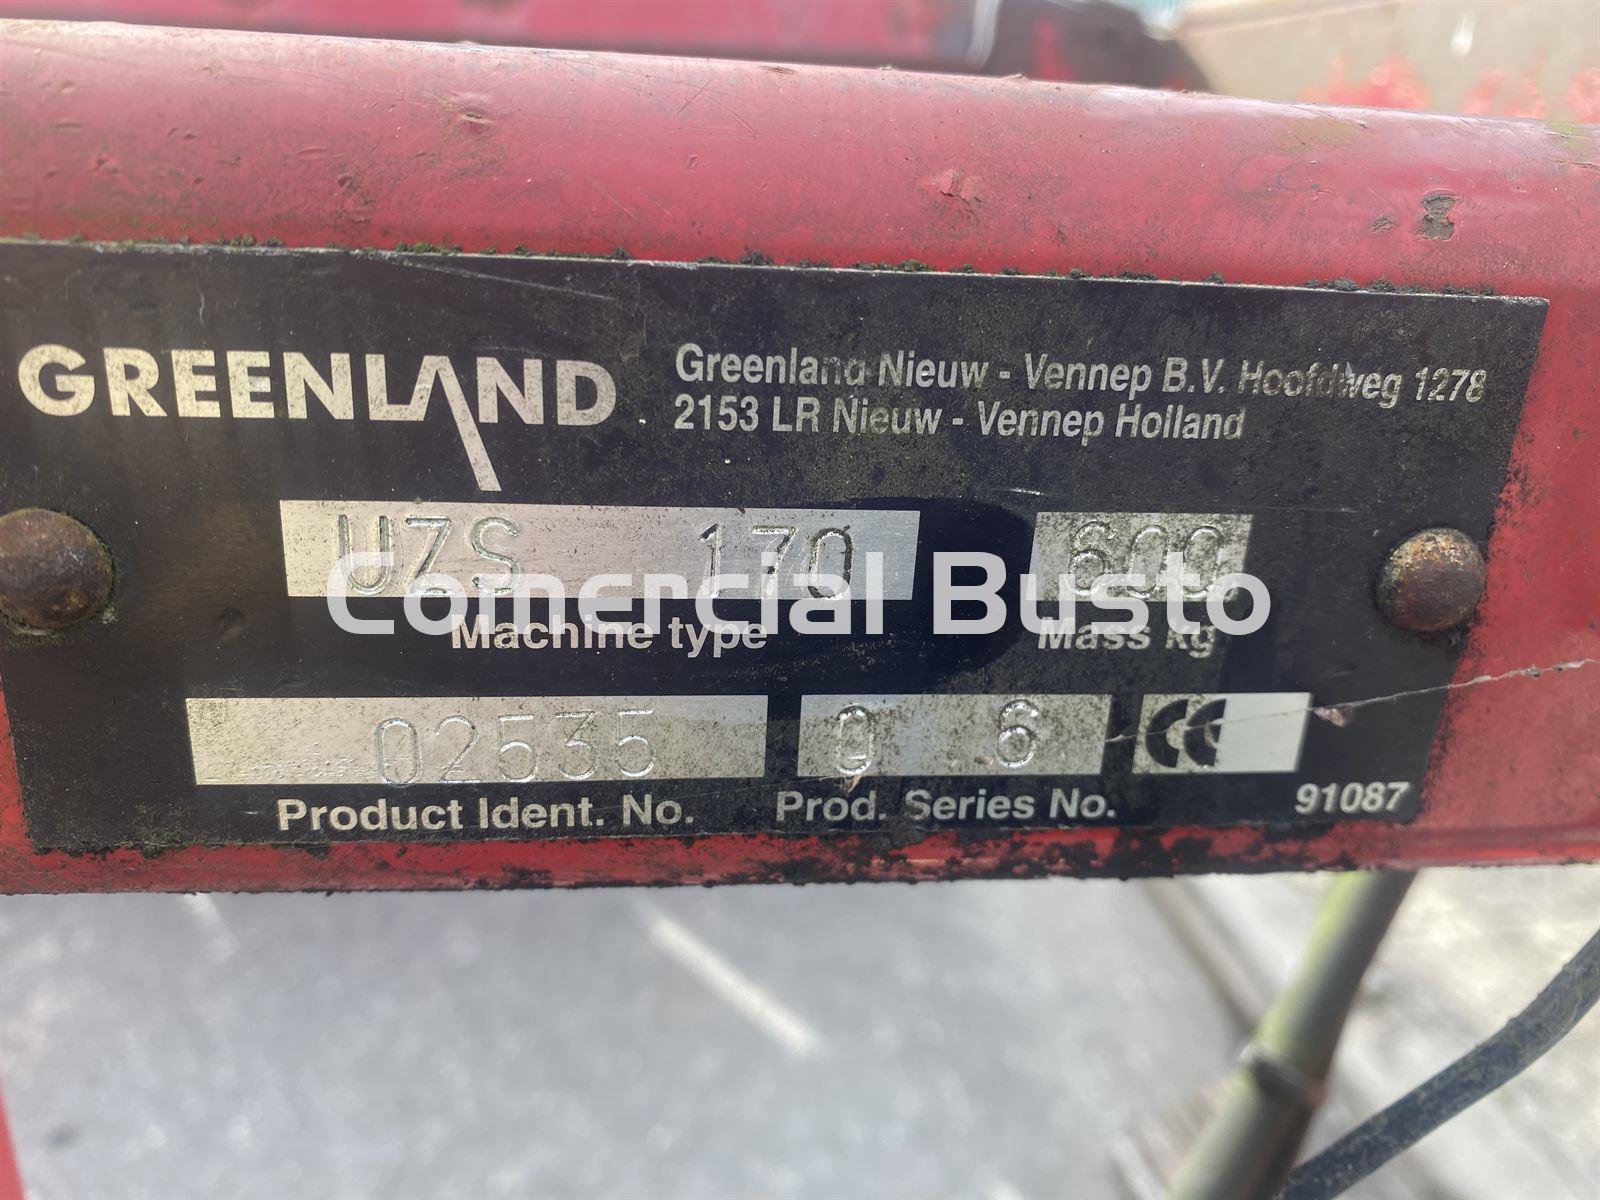 GREENLAND
Greenland Nieuw - Vennep B.V. Hoofdweg 1278
2153 LR Nieuw - Vennep Holland
UZS 170
Machine type
Mass kg
Comercial Busto
02535
Product Ident. No.
0 6
Prod. Series No.
CE
91087